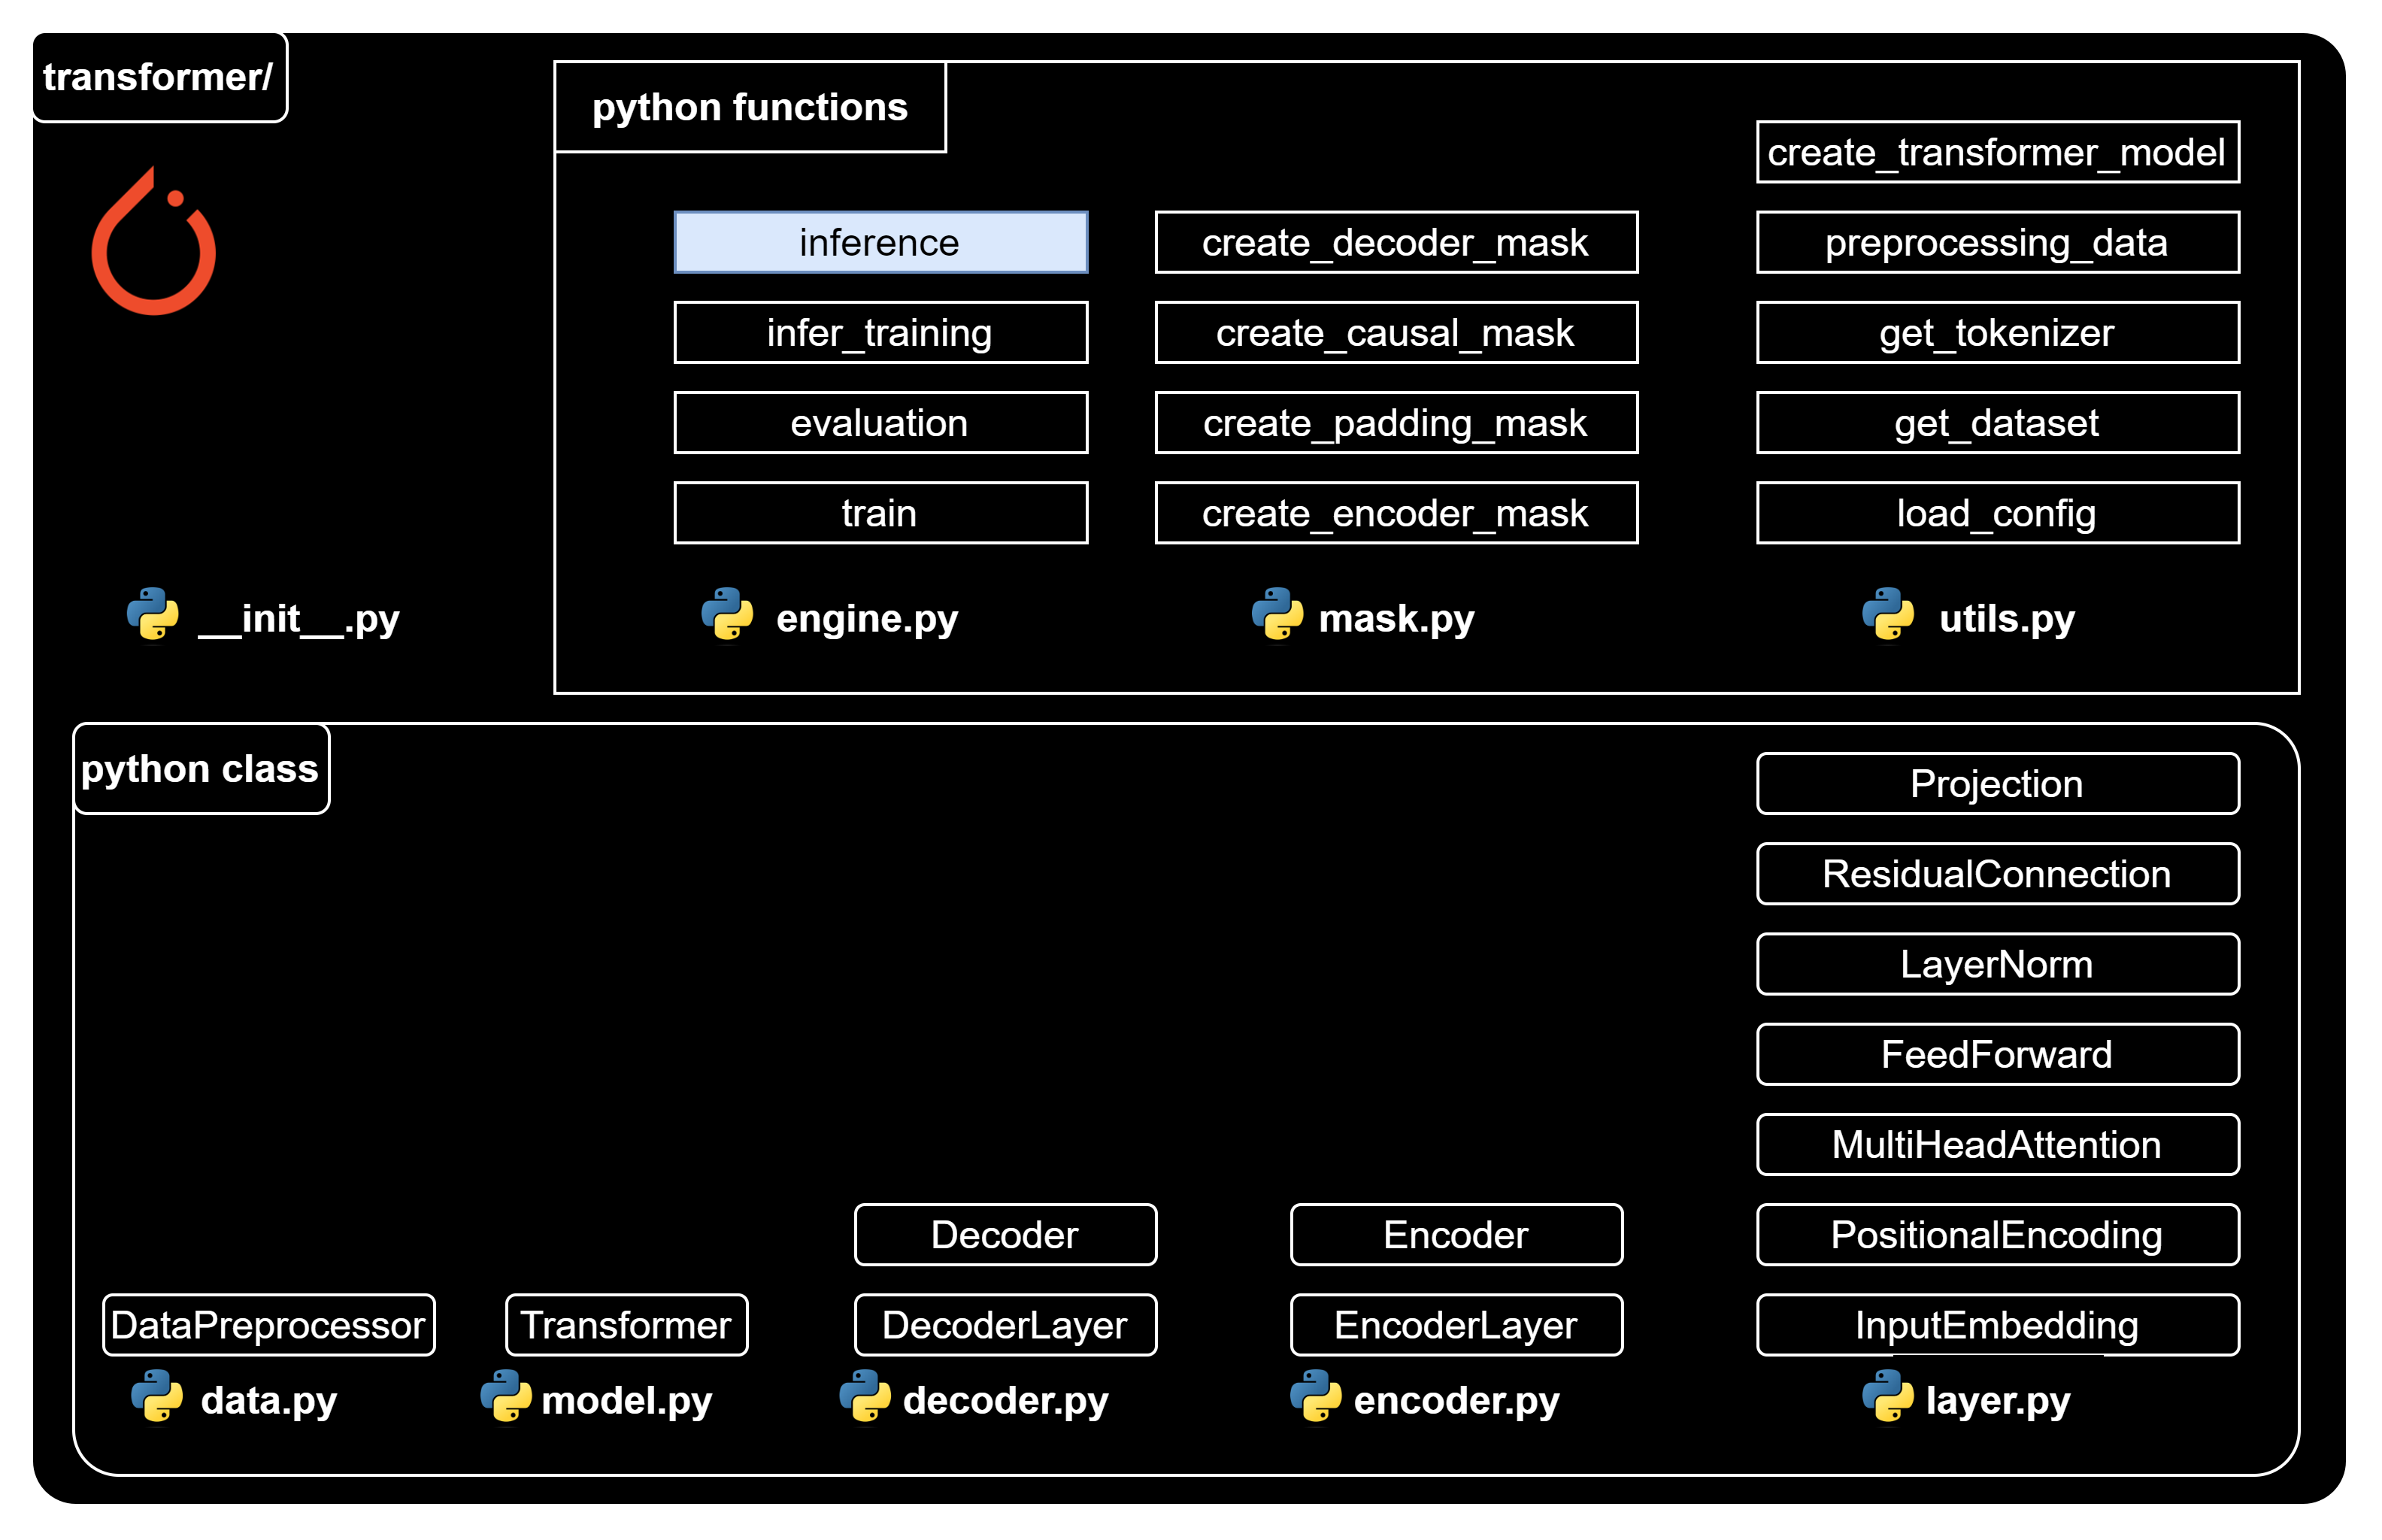 transformer/
python functions
create_transformer_model
inference
create_decoder_mask
preprocessing_data
infer_training
create_causal_mask
get_tokenizer
evaluation
create_padding_mask
get_dataset
train
create_encoder_mask
load_config
__init__.py
engine.py
mask.py
utils.py
python class
Projection
ResidualConnection
LayerNorm
FeedForward
MultiHeadAttention
Decoder
Encoder
PositionalEncoding
DataPreprocessor
Transformer
DecoderLayer
EncoderLayer
InputEmbedding
data.py
model.py
decoder.py
encoder.py
layer.py